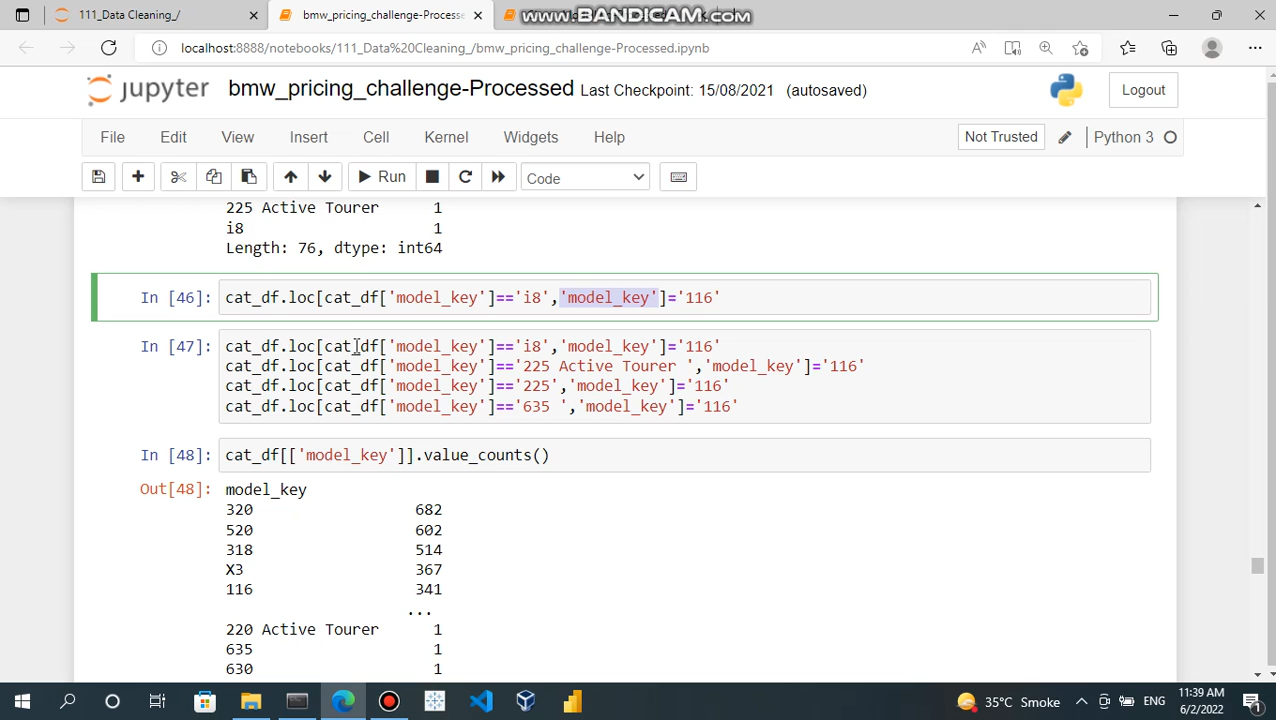 111_Data Cleaning_/
bmw_pricing_challenge-Processe
www.BANDICAM.com
localhost:8888/notebooks/111_Data%20Cleaning_/bmw_pricing_challenge-Processed.ipynb
jupyter bmw_pricing_challenge-Processed Last Checkpoint: 15/08/2021 (autosaved)
Logout
File Edit View Insert Cell Kernel Widgets Help
Not Trusted
Python 3
Run
Code
225 Active Tourer 1
i8 1
Length: 76, dtype: int64
In [46]: cat_df.loc[cat_df['model_key']=='i8','model_key']='116'
In [47]: cat_df.loc[cat_df['model_key']=='i8','model_key']='116'
cat_df.loc[cat_df['model_key']=='225 Active Tourer ','model_key']='116'
cat_df.loc[cat_df['model_key']=='225','model_key']='116'
cat_df.loc[cat_df['model_key']=='635 ','model_key']='116'
In [48]: cat_df[['model_key']].value_counts()
Out[48]: model_key
320 682
520 602
318 514
X3 367
116 341
...
220 Active Tourer 1
635 1
630 1
35°C Smoke
ENG
11:39 AM
6/2/2022
1